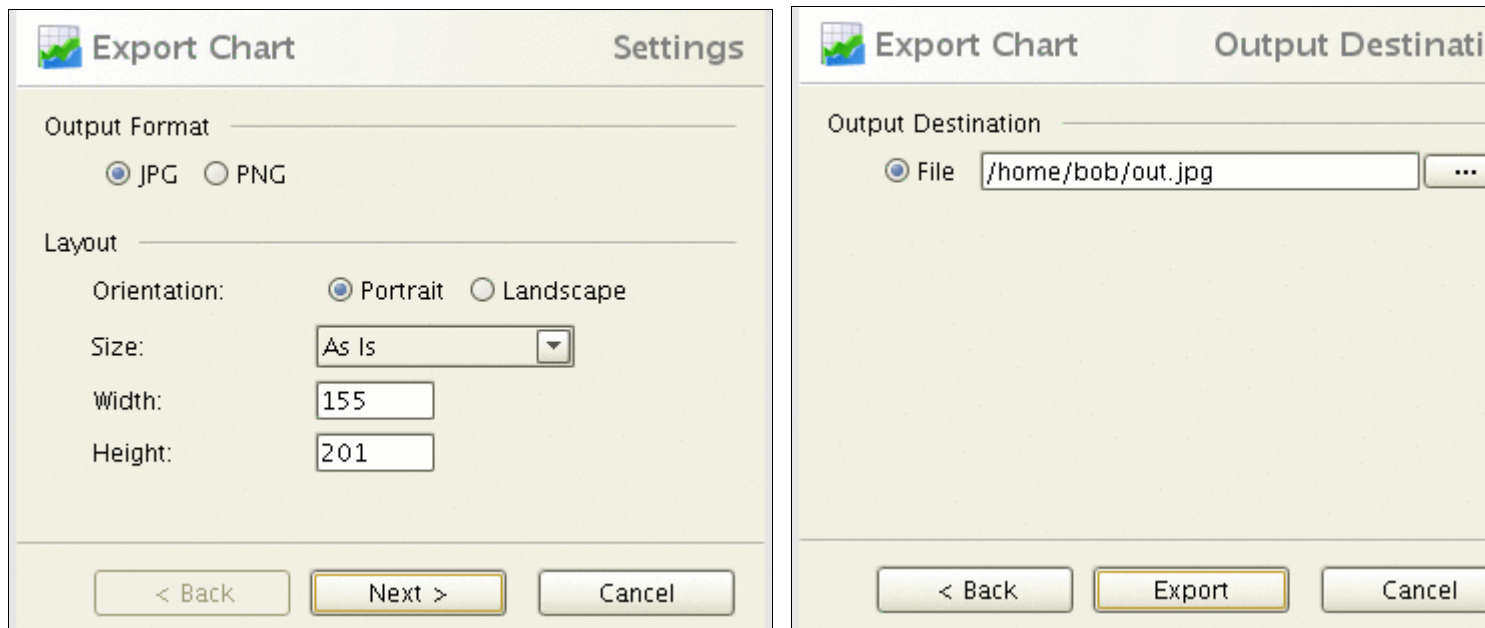 Export Chart Settings
Output Format
JPG PNG
Layout
Orientation: Portrait Landscape
Size: As Is
Width: 155
Height: 201
< Back Next > Cancel
Export Chart Output Destinati
Output Destination
File /home/bob/out.jpg ...
< Back Export Cancel